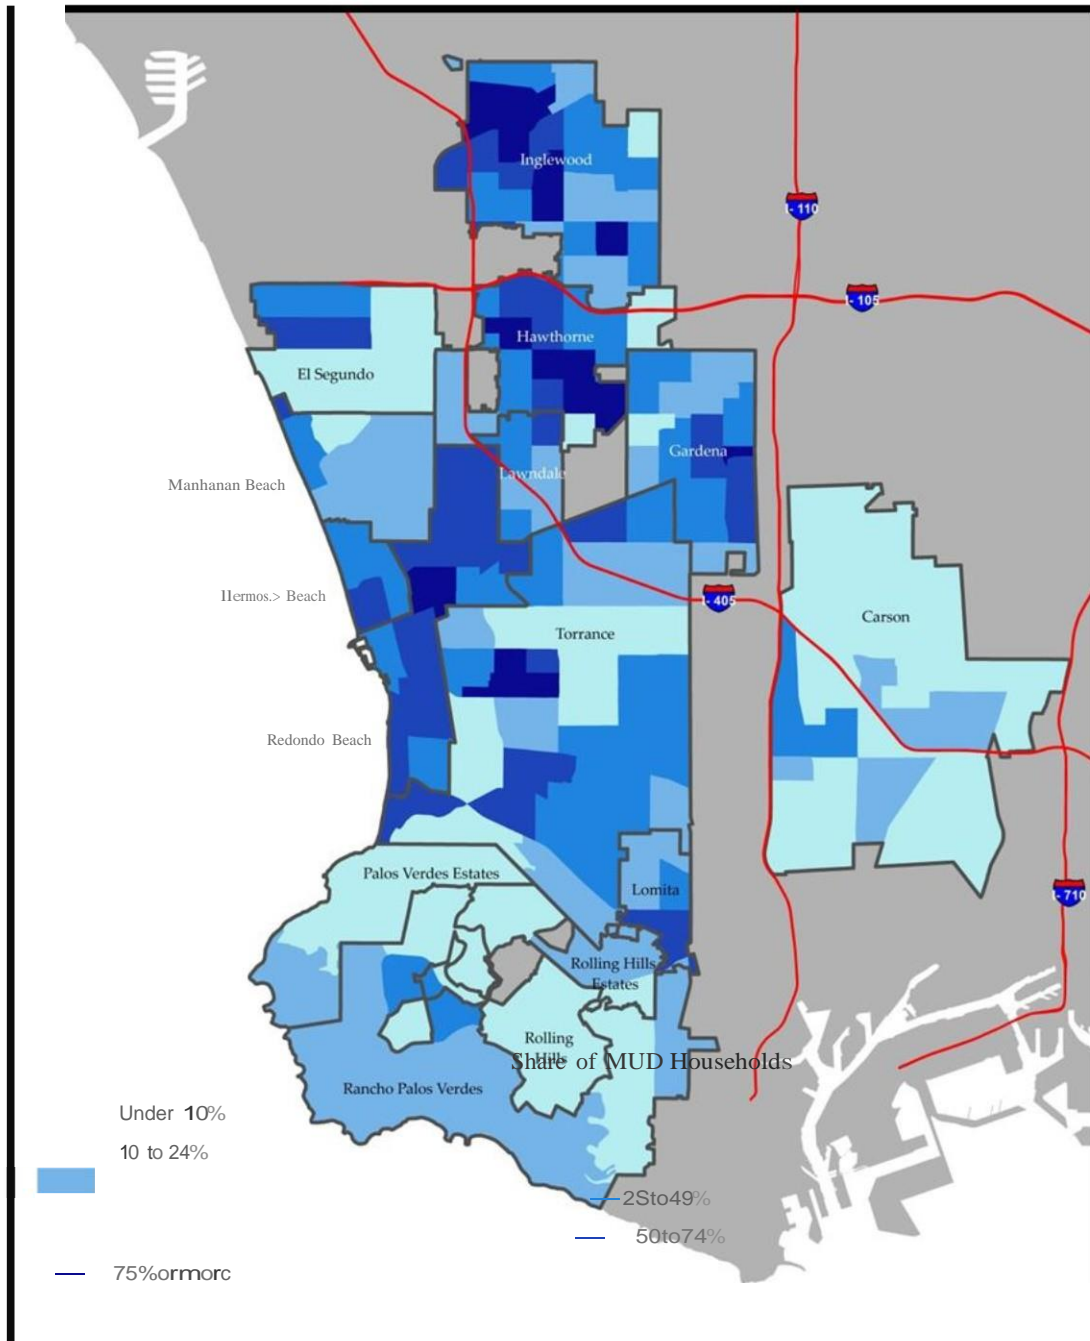 Inglewood
I-110
I-105
Hawthorne
El Segundo
Gardena
Lawndale
Manhanan Beach
Ilermos.> Beach
I-405
Carson
Torrance
Redondo Beach
Palos Verdes Estates
Lomita
I-710
Rolling Hills
Estates
Rolling
Hills
Share of MUD Households
Rancho Palos Verdes
Under 10%
10 to 24%
2Sto49%
50to74%
75%ormorc